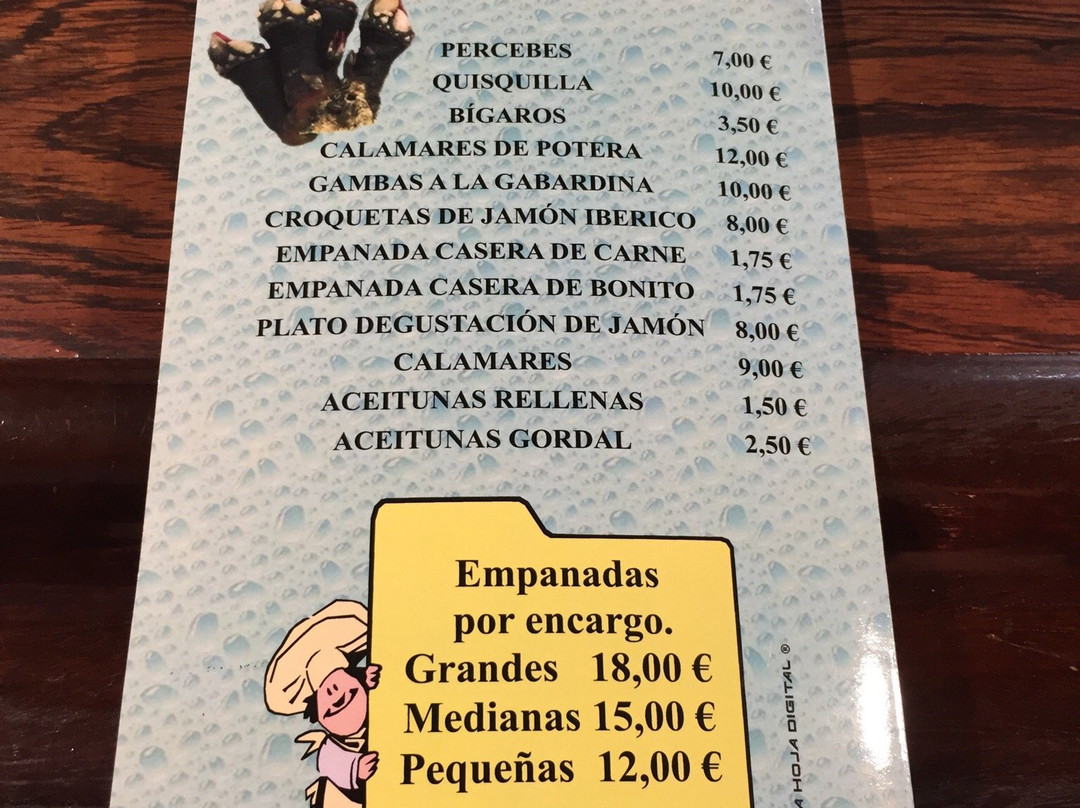 PERCEBES 7,00 €
QUISQUILLA 10,00 €
BÍGAROS 3,50 €
CALAMARES DE POTERA 12,00 €
GAMBAS A LA GABARDINA 10,00 €
CROQUETAS DE JAMÓN IBERICO 8,00 €
EMPANADA CASERA DE CARNE 1,75 €
EMPANADA CASERA DE BONITO 1,75 €
PLATO DEGUSTACIÓN DE JAMÓN 8,00 €
CALAMARES 9,00 €
ACEITUNAS RELLENAS 1,50 €
ACEITUNAS GORDAL 2,50 €
Empanadas
por encargo.
Grandes 18,00 €
Medianas 15,00 €
Pequeñas 12,00 €
A HOJA DIGITAL ®